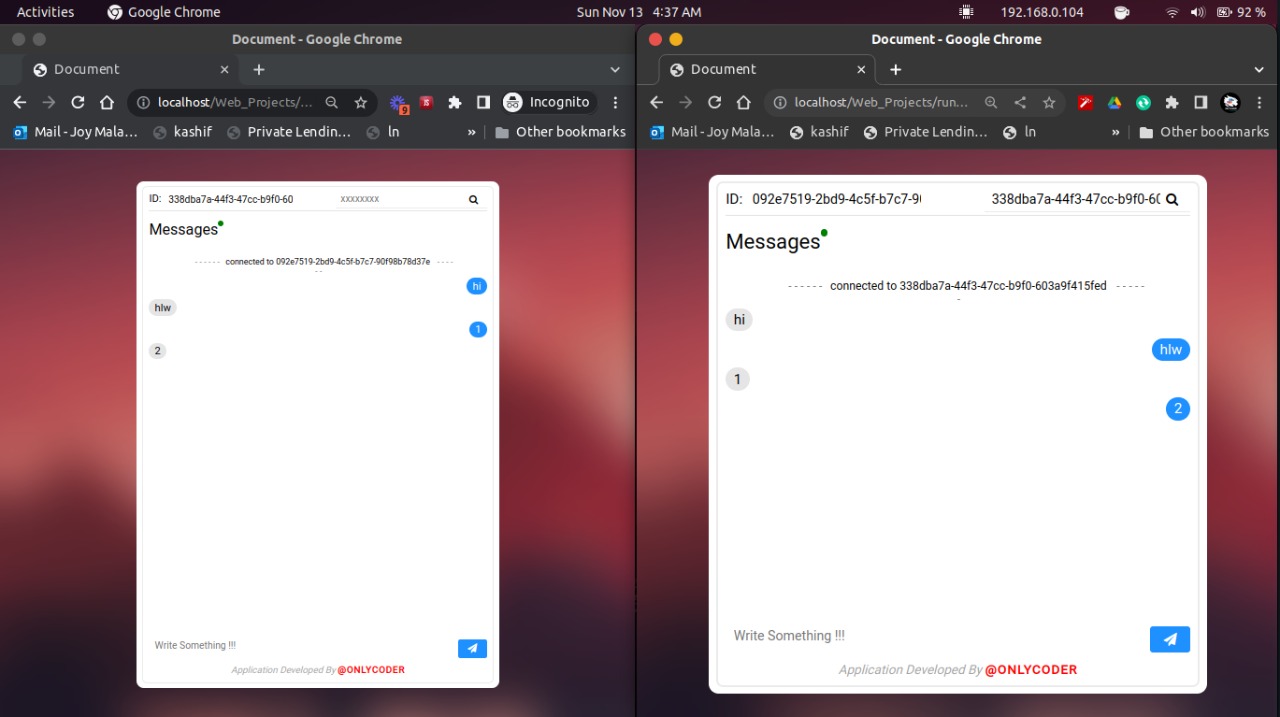 Activities Google Chrome Sun Nov 13 4:37 AM 192.168.0.104 92 %
Document - Google Chrome
Document
localhost/Web_Projects/... Incognito
Mail - Joy Mala... kashif Private Lendin... ln » Other bookmarks
ID: 338dba7a-44f3-47cc-b9f0-60 xxxxxxxx
Messages
------ connected to 092e7519-2bd9-4c5f-b7c7-90f98b78d37e ----
--
hi
hlw
1
2
Write Something !!!
Application Developed By @ONLYCODER
Document - Google Chrome
Document
localhost/Web_Projects/run...
Mail - Joy Mala... kashif Private Lendin... ln » Other bookmarks
ID: 092e7519-2bd9-4c5f-b7c7-90 338dba7a-44f3-47cc-b9f0-60
Messages
------ connected to 338dba7a-44f3-47cc-b9f0-603a9f415fed -----
-
hi
hlw
1
2
Write Something !!!
Application Developed By @ONLYCODER